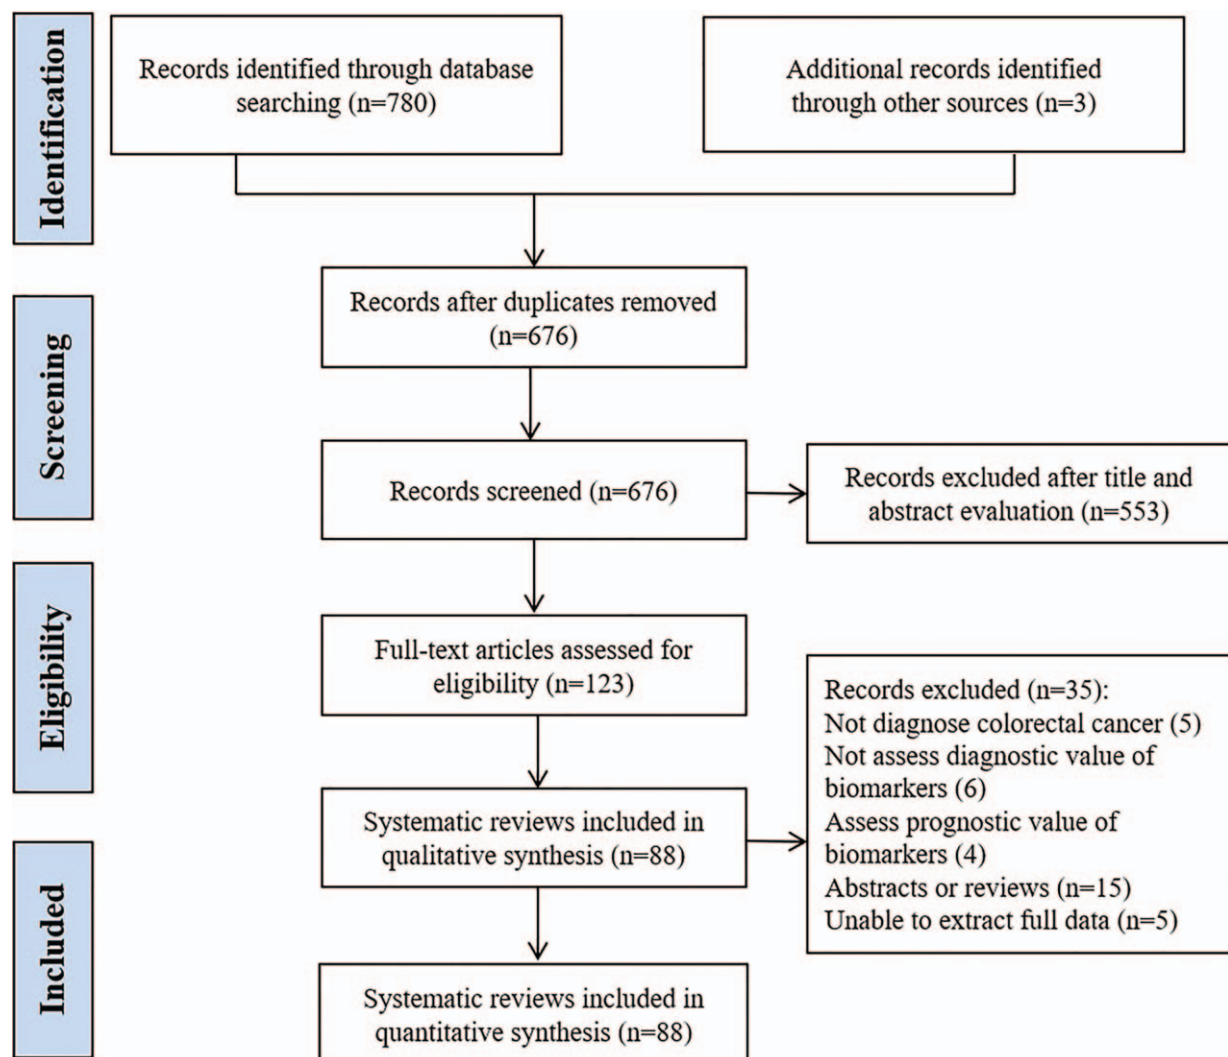 Identification
Records identified through database
searching (n=780)
Additional records identified
through other sources (n=3)
Screening
Records after duplicates removed
(n=676)
Records screened (n=676)
Records excluded after title and
abstract evaluation (n=553)
Eligibility
Full-text articles assessed for
eligibility (n=123)
Records excluded (n=35):
Not diagnose colorectal cancer (5)
Not assess diagnostic value of
biomarkers (6)
Assess prognostic value of
biomarkers (4)
Abstracts or reviews (n=15)
Unable to extract full data (n=5)
Systematic reviews included in
qualitative synthesis (n=88)
Included
Systematic reviews included in
quantitative synthesis (n=88)